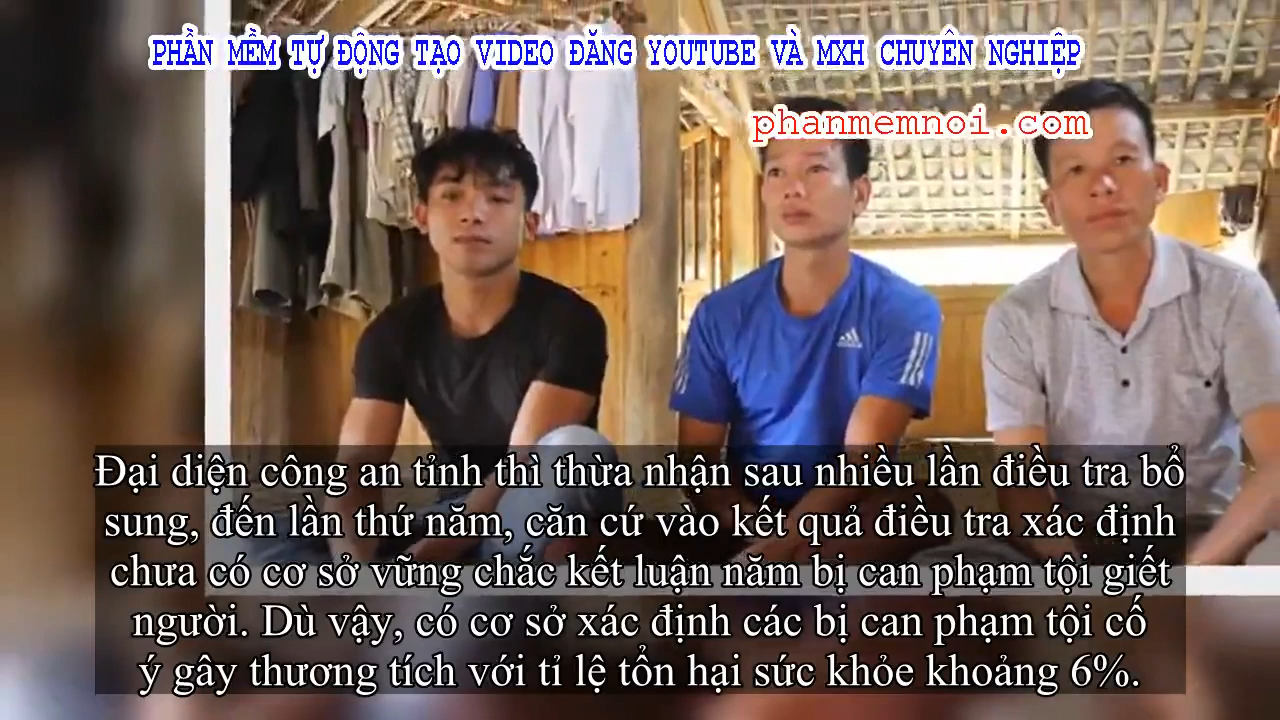 PHẦN MỀM TỰ ĐỘNG TẠO VIDEO ĐĂNG YOUTUBE VÀ MXH CHUYÊN NGHIỆP
phanmemnoi.com
adidas
Đại diện công an tỉnh thì thừa nhận sau nhiều lần điều tra bổ
sung, đến lần thứ năm, căn cứ vào kết quả điều tra xác định
chưa có cơ sở vững chắc kết luận năm bị can phạm tội giết
người. Dù vậy, có cơ sở xác định các bị can phạm tội cố
ý gây thương tích với tỉ lệ tổn hại sức khỏe khoảng 6%.